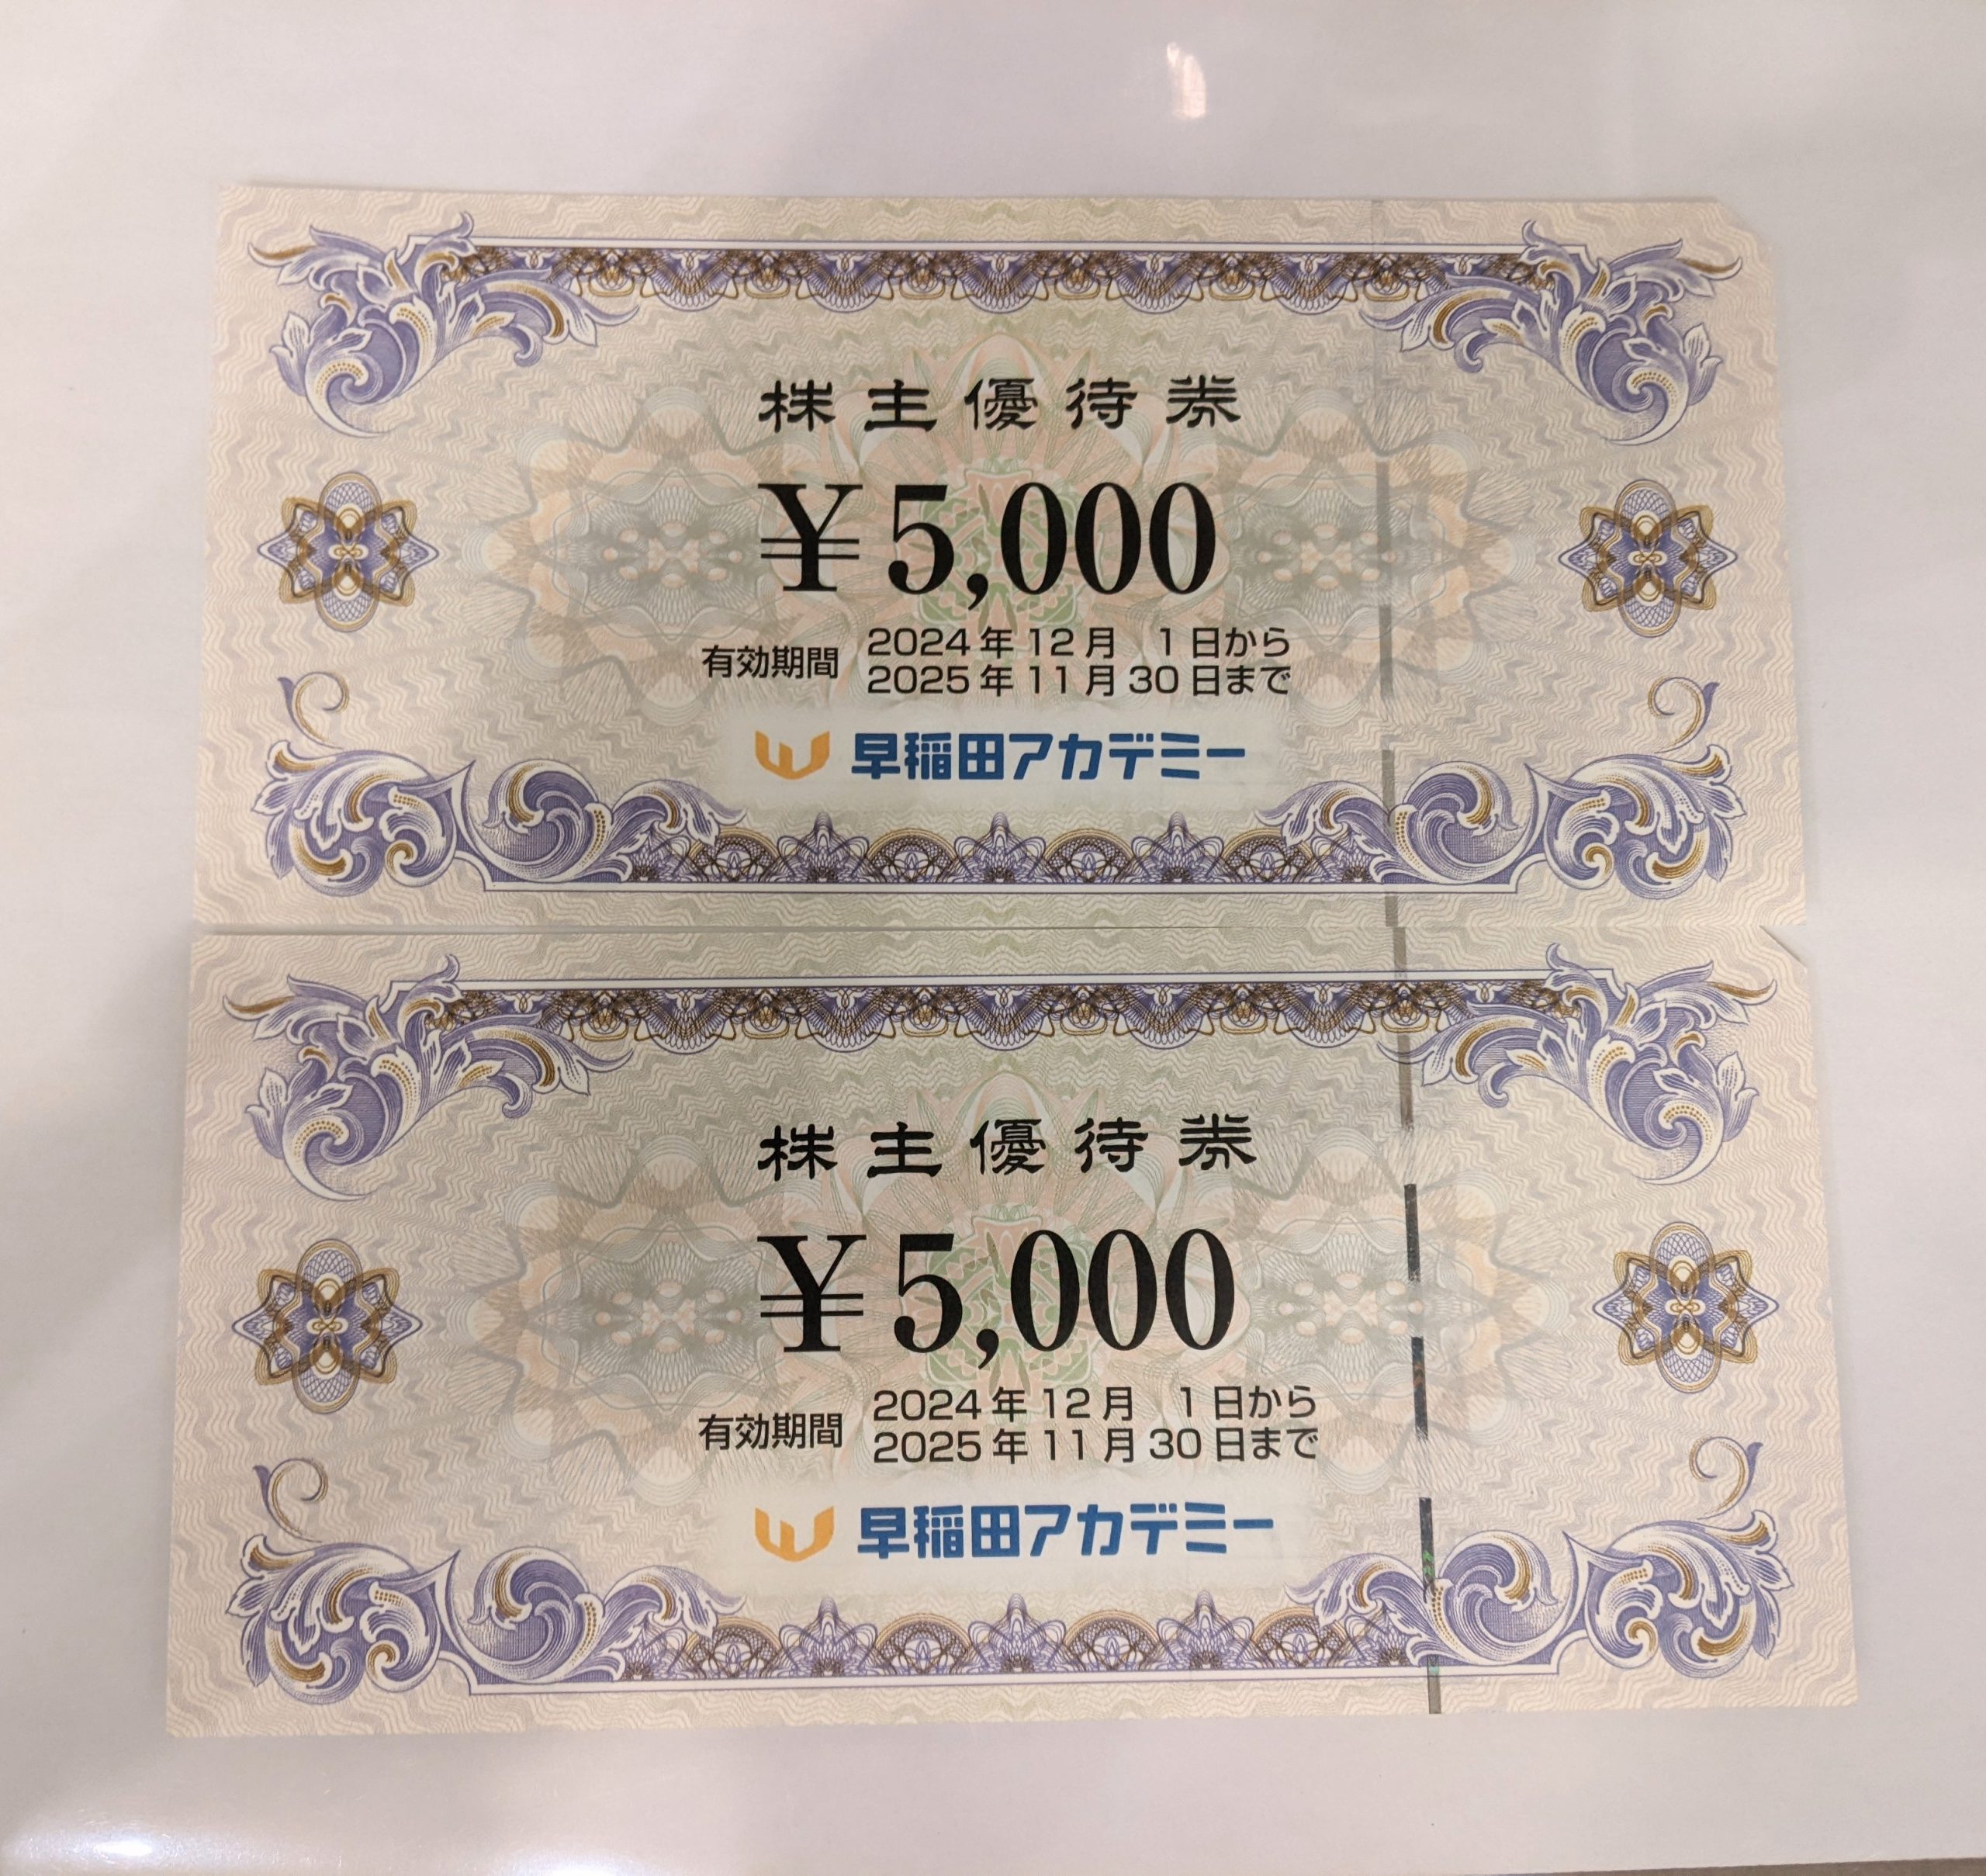 株主優待券
¥5,000
有効期間
2024年12月 1日から
2025年11月30日まで
早稲田アカデミー
株主優待券
¥5,000
有効期間
2024年12月 1日から
2025年11月30日まで
早稲田アカデミー